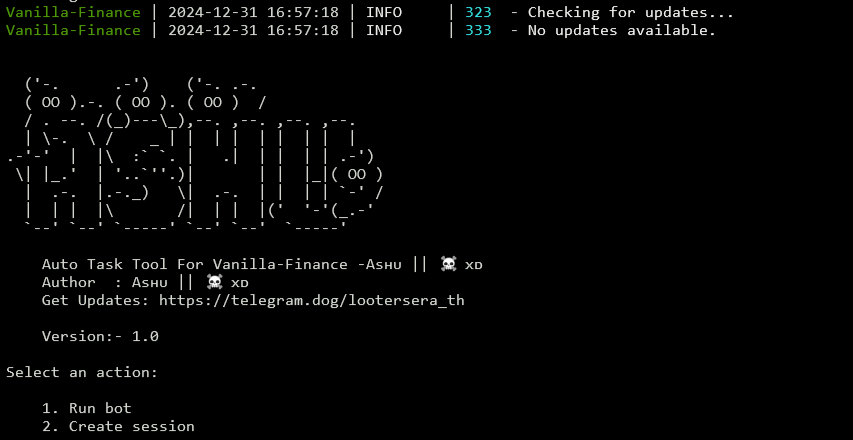 Vanilla-Finance | 2024-12-31 16:57:18 | INFO     | 323  - Checking for updates...
Vanilla-Finance | 2024-12-31 16:57:18 | INFO     | 333  - No updates available.
Auto Task Tool For Vanilla-Finance -Asʜᴜ || ☠️ xᴅ
Author  : Asʜᴜ || ☠️ xᴅ
Get Updates: https://telegram.dog/lootersera_th
Version:- 1.0
Select an action:
1. Run bot
2. Create session